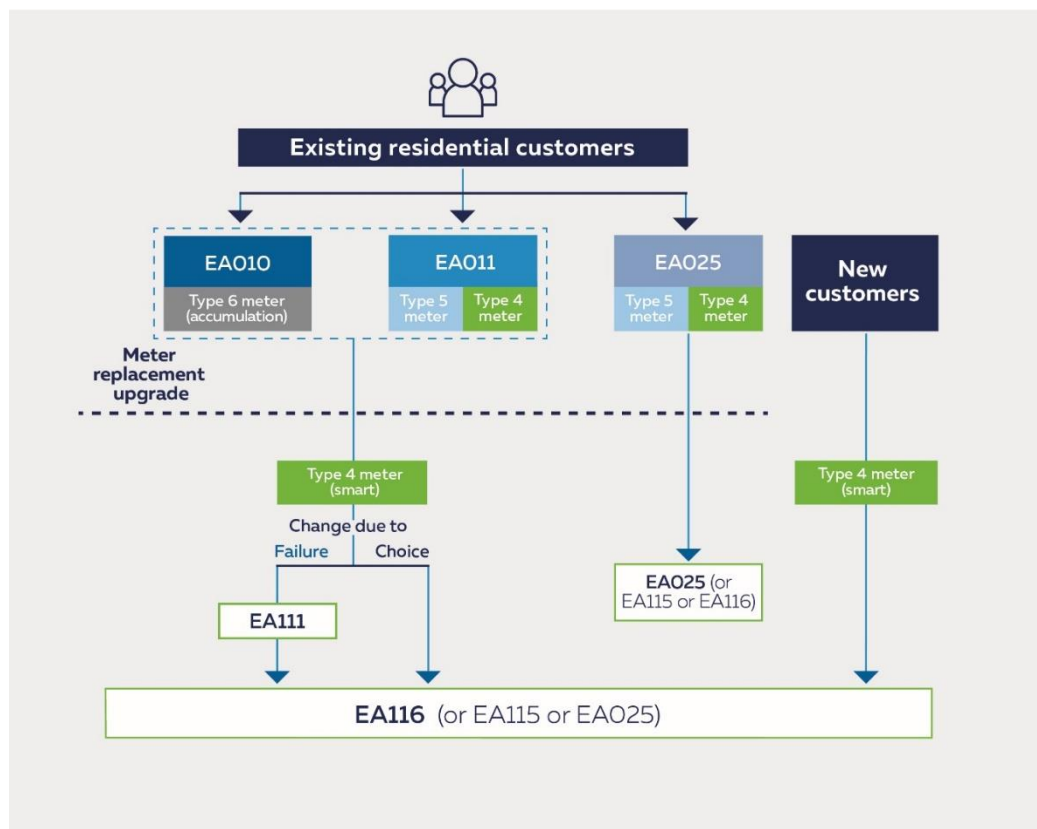 Existing residential customers
EA010
Type 6 meter
(accumulation)
EA011
Type 5
meter
Type 4
meter
EA025
Type 5
meter
Type 4
meter
New
customers
Meter
replacement
upgrade
Type 4 meter
(smart)
Change due to
Failure
Choice
EA111
EA025 (or
EA115 or EA116)
Type 4 meter
(smart)
EA116 (or EA115 or EA025)